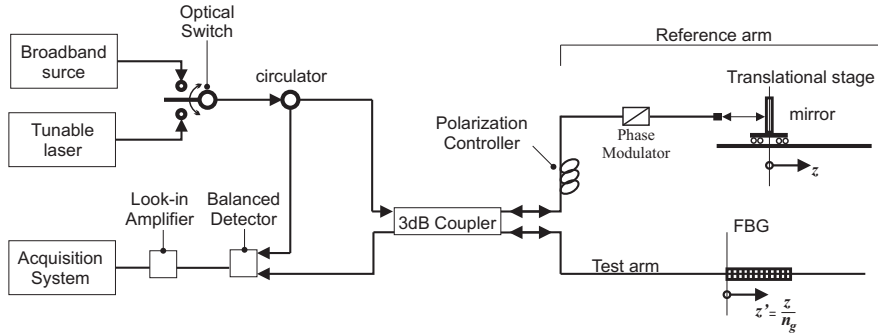 Optical
Switch
Broadband
surce
circulator
Tunable
laser
Reference arm
Translational stage
mirror
Polarization
Controller
Phase
Modulator
z
Look-in
Amplifier
Balanced
Detector
3dB Coupler
Acquisition
System
FBG
Test arm
z' = z/n_g